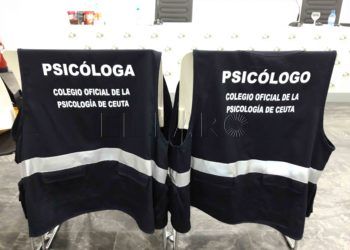 PSICÓLOGA
COLEGIO OFICIAL DE LA
PSICOLOGÍA DE CEUTA
PSICÓLOGO
COLEGIO OFICIAL DE LA
PSICOLOGÍA DE CEUTA